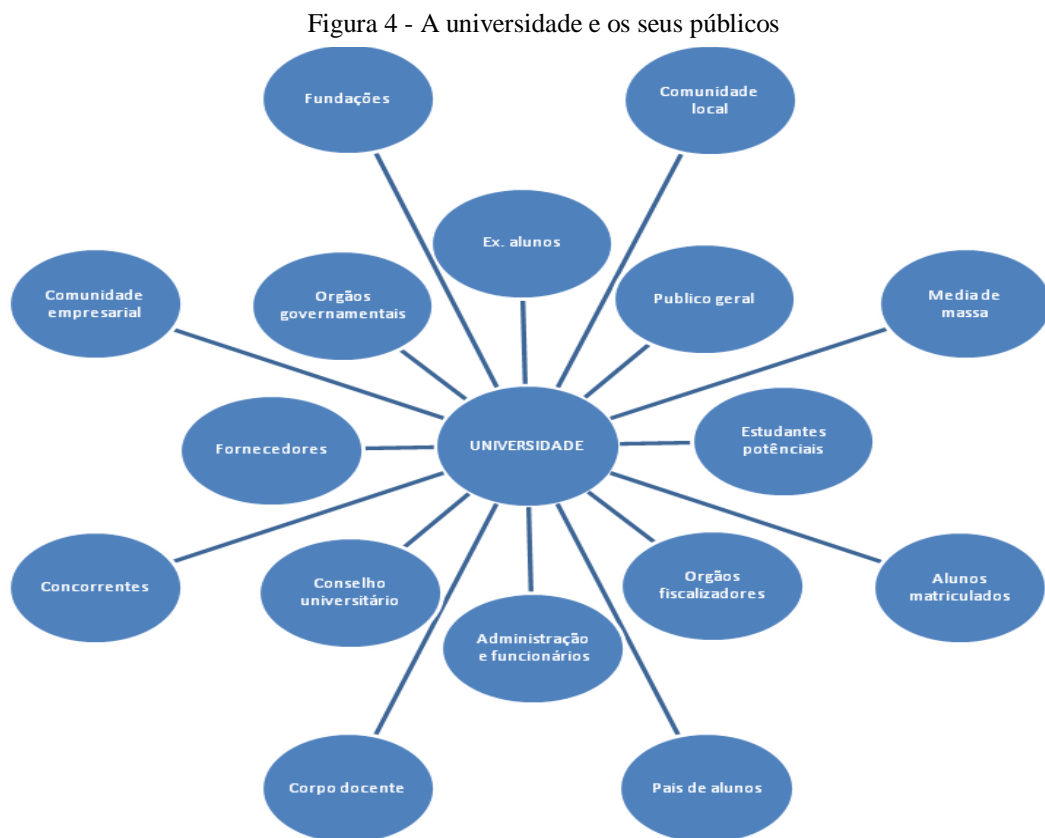 Figura 4 - A universidade e os seus públicos
Fundações
Comunidade
local
Ex. alunos
Comunidade
empresarial
Orgãos
governamentais
Publico geral
Media de
massa
Fornecedores
UNIVERSIDADE
Estudantes
potênciais
Concorrentes
Conselho
universitário
Orgãos
fiscalizadores
Alunos
matriculados
Administração
e funcionários
Corpo docente
Pais de alunos